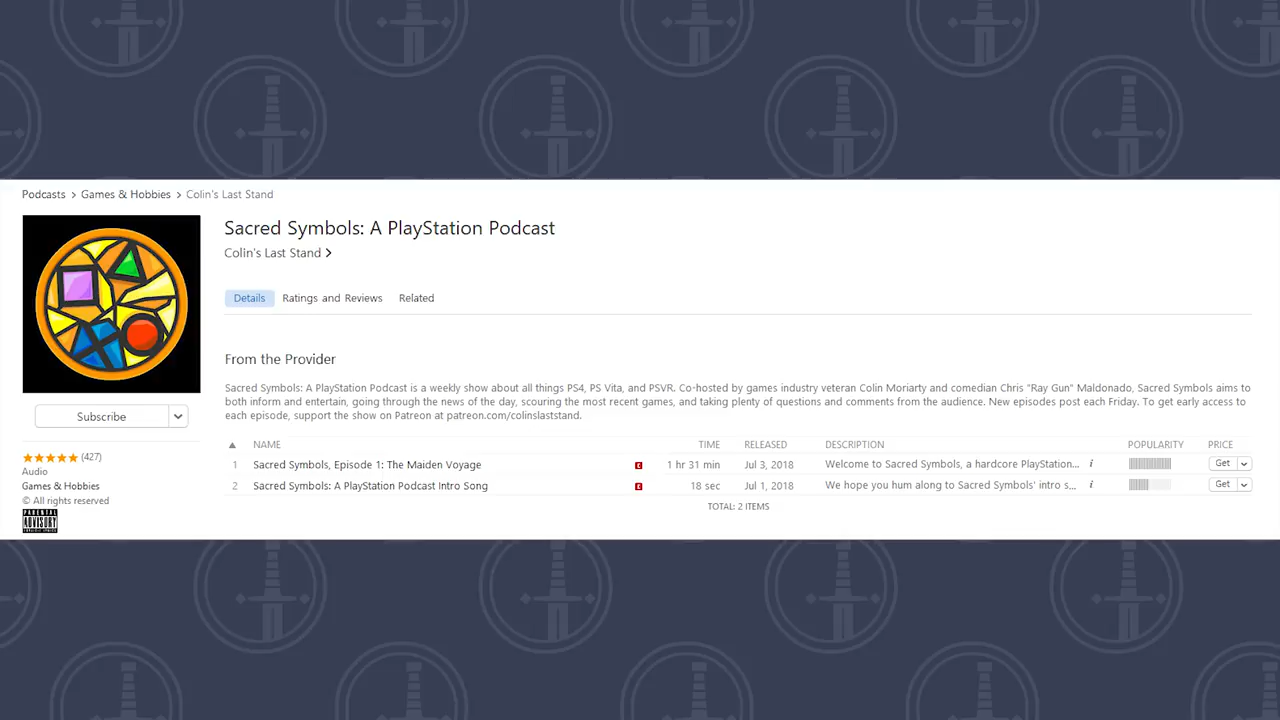 Podcasts > Games & Hobbies > Colin's Last Stand
Sacred Symbols: A PlayStation Podcast
Colin's Last Stand >
Details Ratings and Reviews Related
From the Provider
Sacred Symbols: A PlayStation Podcast is a weekly show about all things PS4, PS Vita, and PSVR. Co-hosted by games industry veteran Colin Moriarty and comedian Chris "Ray Gun" Maldonado, Sacred Symbols aims to
both inform and entertain, going through the news of the day, scouring the most recent games, and taking plenty of questions and comments from the audience. New episodes post each Friday. To get early access to
each episode, support the show on Patreon at patreon.com/colinslaststand.
Subscribe
(427)
Audio
Games & Hobbies
© All rights reserved
PARENTAL
ADVISORY
NAME TIME RELEASED DESCRIPTION POPULARITY PRICE
1 Sacred Symbols, Episode 1: The Maiden Voyage E 1 hr 31 min Jul 3, 2018 Welcome to Sacred Symbols, a hardcore PlayStation... i Get
2 Sacred Symbols: A PlayStation Podcast Intro Song E 18 sec Jul 1, 2018 We hope you hum along to Sacred Symbols' intro s... i Get
TOTAL: 2 ITEMS